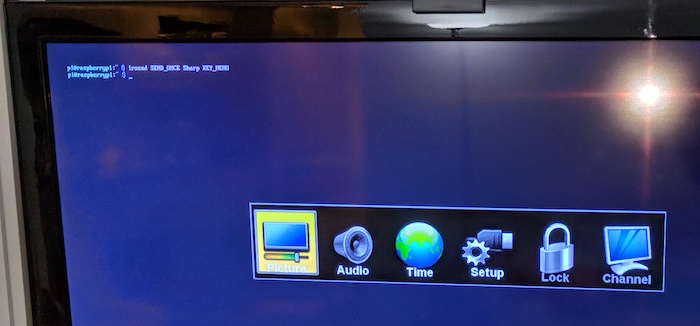 pi@raspberrypi:~ $ irsend SEND_ONCE Sharp KEY_MENU
pi@raspberrypi:~ $ _
Picture
Audio
Time
Setup
Lock
Channel